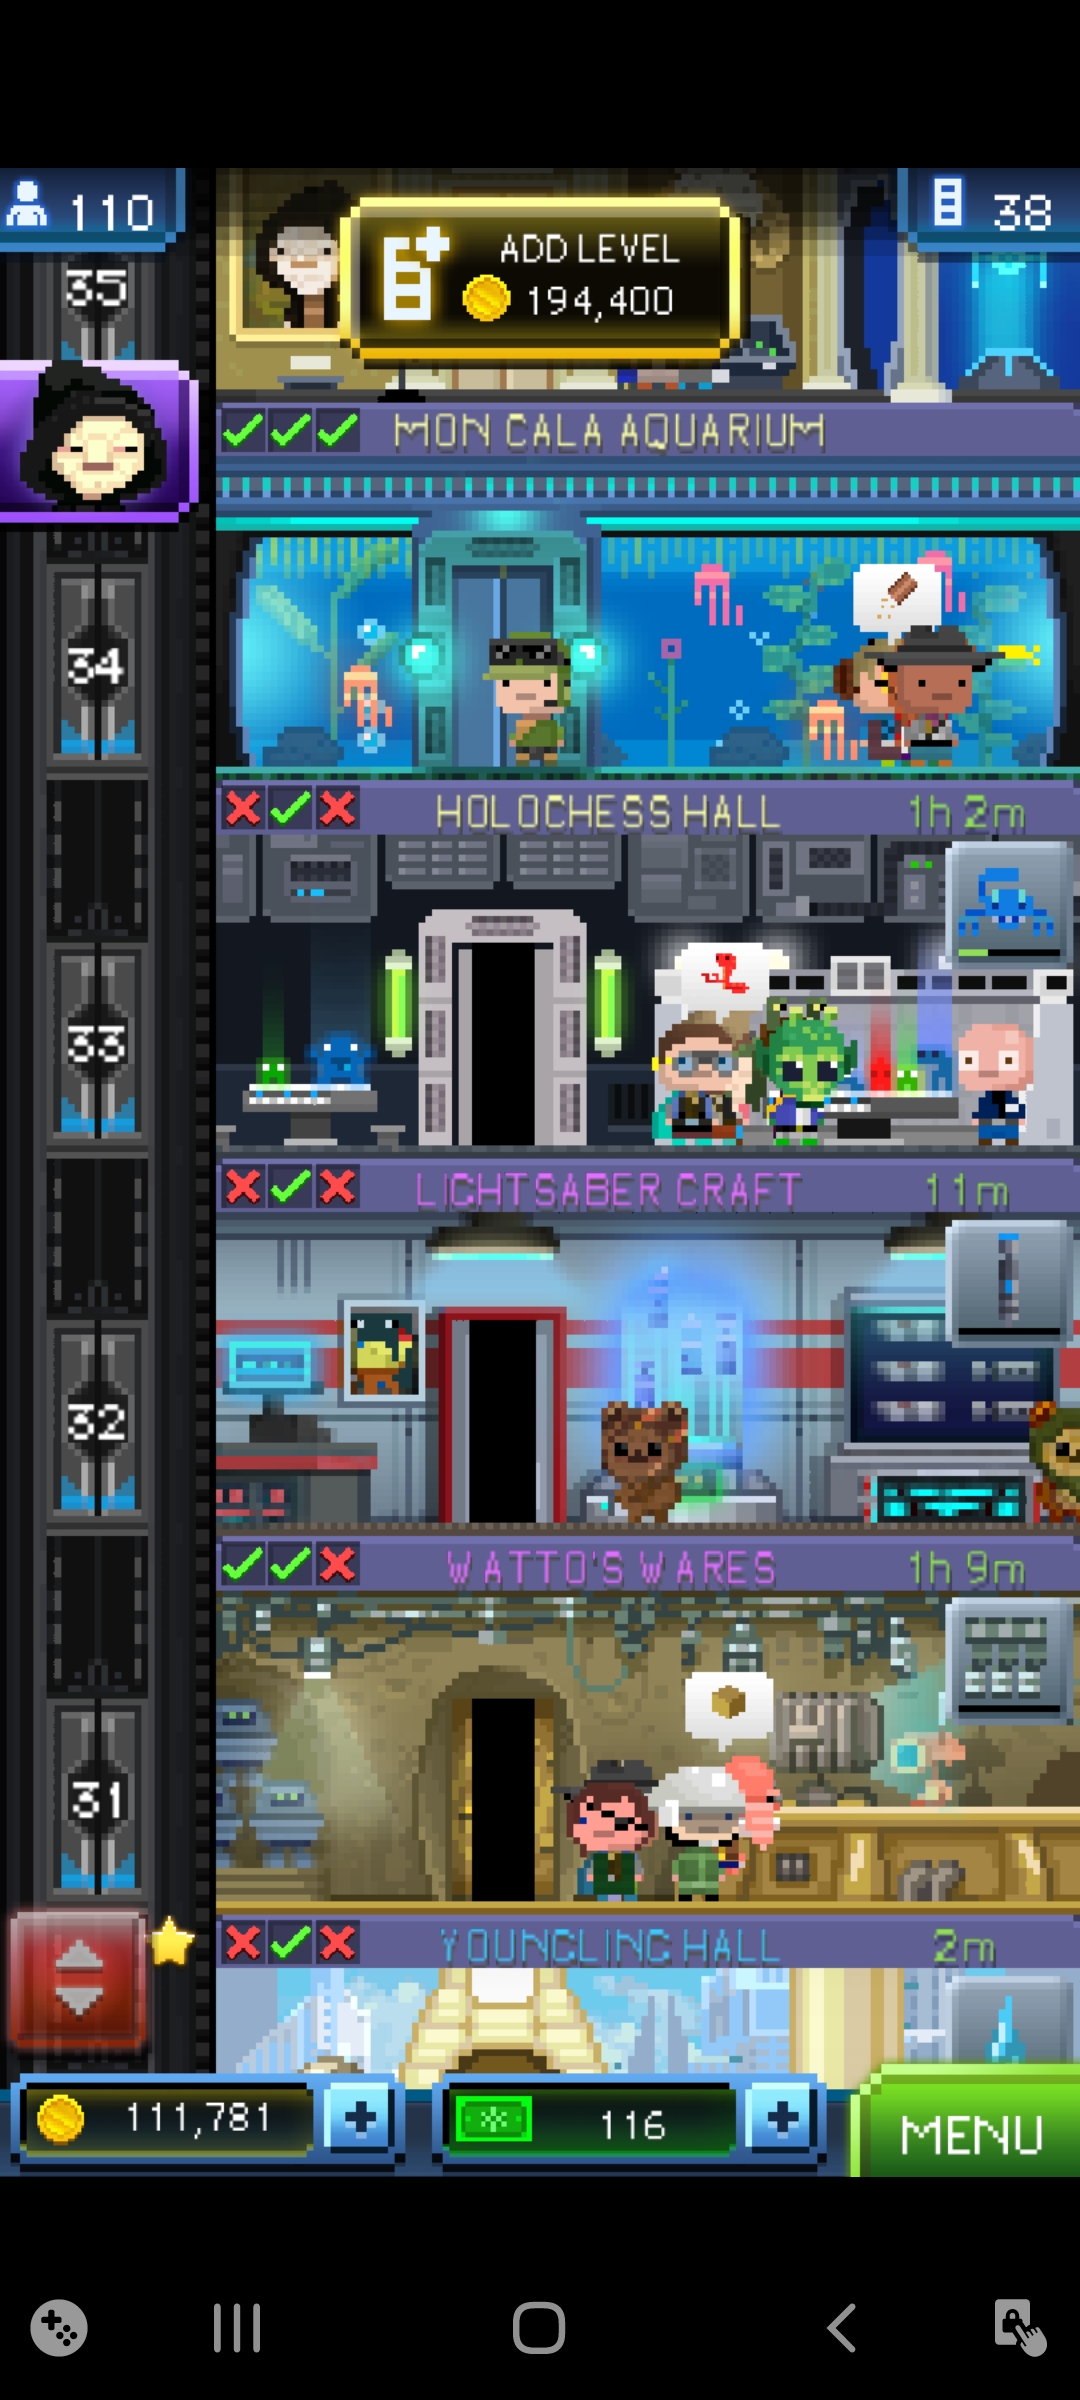 110
38
ADD LEVEL
194,400
35
MON CALA AQUARIUM
34
HOLOCHESS HALL 1h 2m
33
LIGHTSABER CRAFT 11m
32
WATTO'S WARES 1h 9m
31
YOUNGLING HALL 2m
111,781
116
MENU